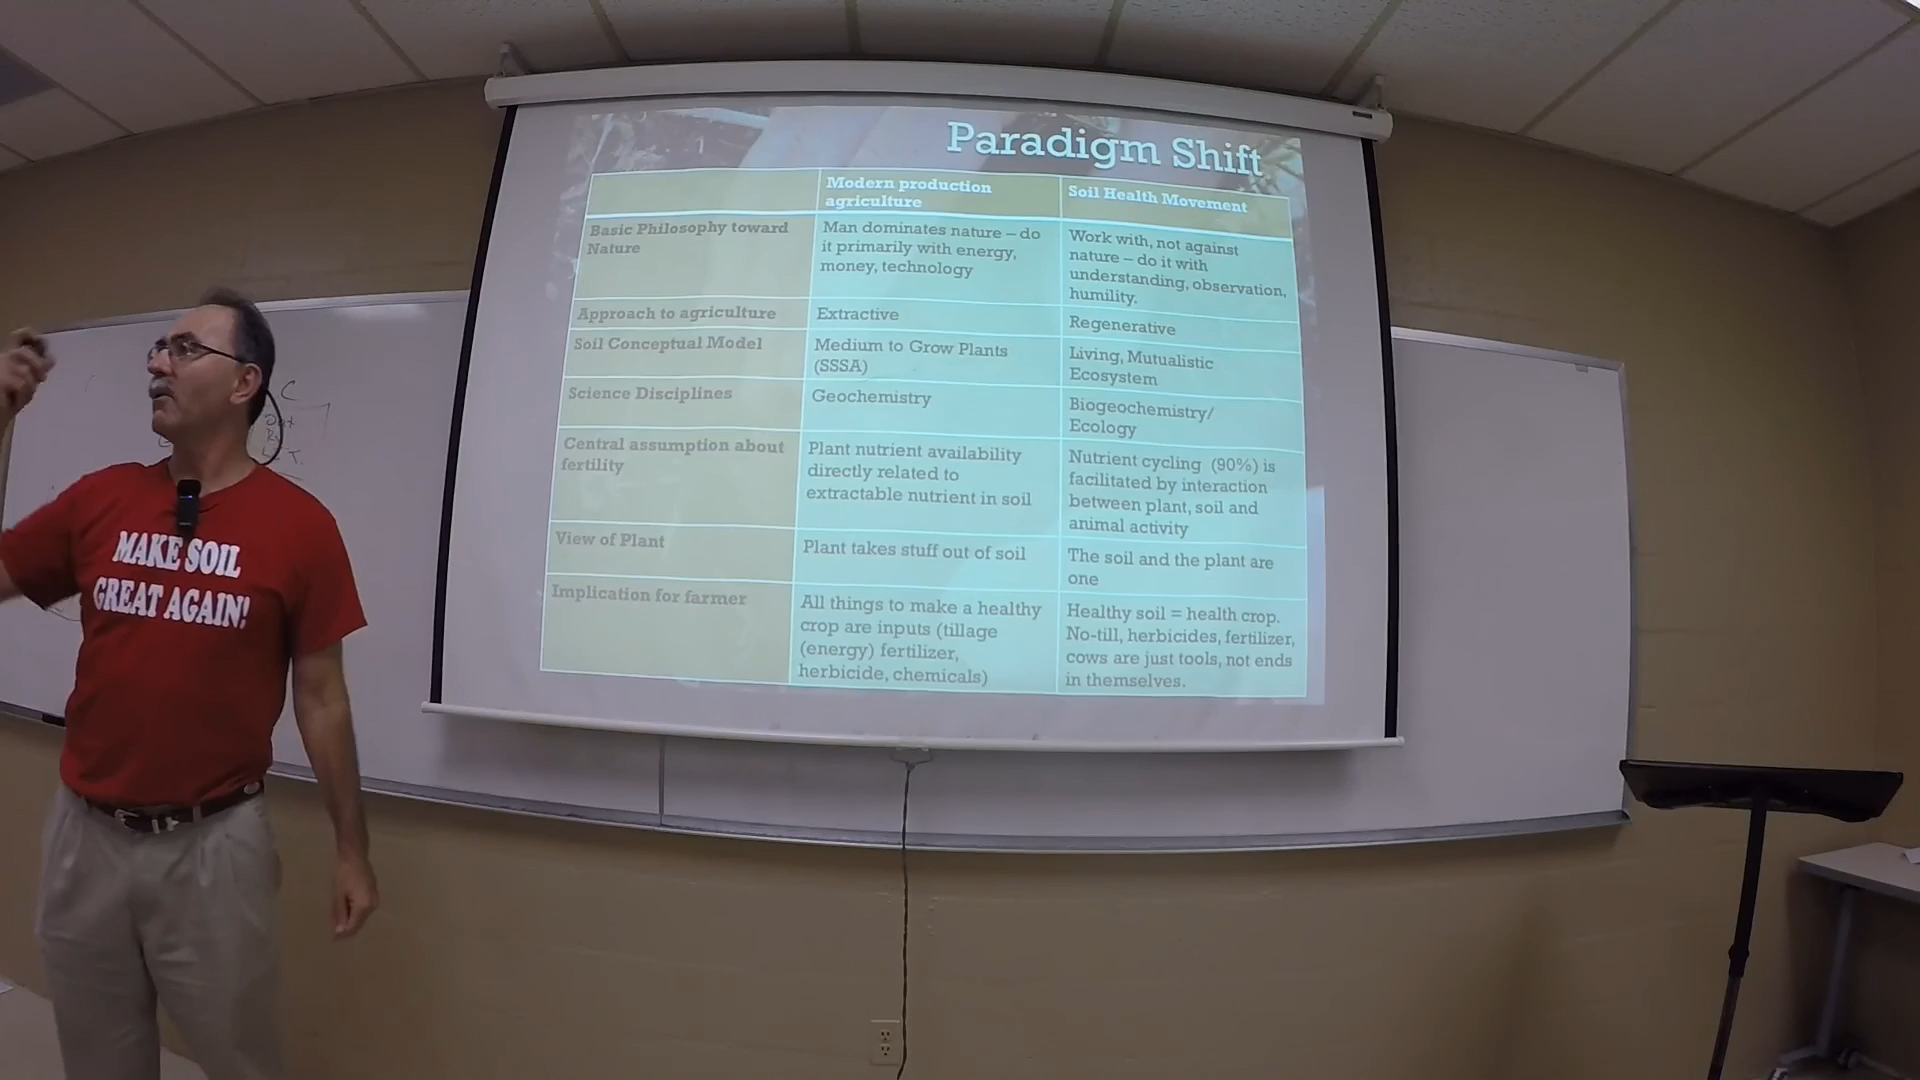 Paradigm Shift
Modern production
agriculture
Soil Health Movement
Basic Philosophy toward
Nature
Man dominates nature – do
it primarily with energy,
money, technology
Work with, not against
nature – do it with
understanding, observation,
humility.
Approach to agriculture
Extractive
Regenerative
Soil Conceptual Model
Medium to Grow Plants
(SSSA)
Living, Mutualistic
Ecosystem
Science Disciplines
Geochemistry
Biogeochemistry/
Ecology
Central assumption about
fertility
Plant nutrient availability
directly related to
extractable nutrient in soil
Nutrient cycling (90%) is
facilitated by interaction
between plant, soil and
animal activity
View of Plant
Plant takes stuff out of soil
The soil and the plant are
one
Implication for farmer
All things to make a healthy
crop are inputs (tillage
(energy) fertilizer,
herbicide, chemicals)
Healthy soil = health crop.
No-till, herbicides, fertilizer,
cows are just tools, not ends
in themselves.
MAKE SOIL
GREAT AGAIN!
C